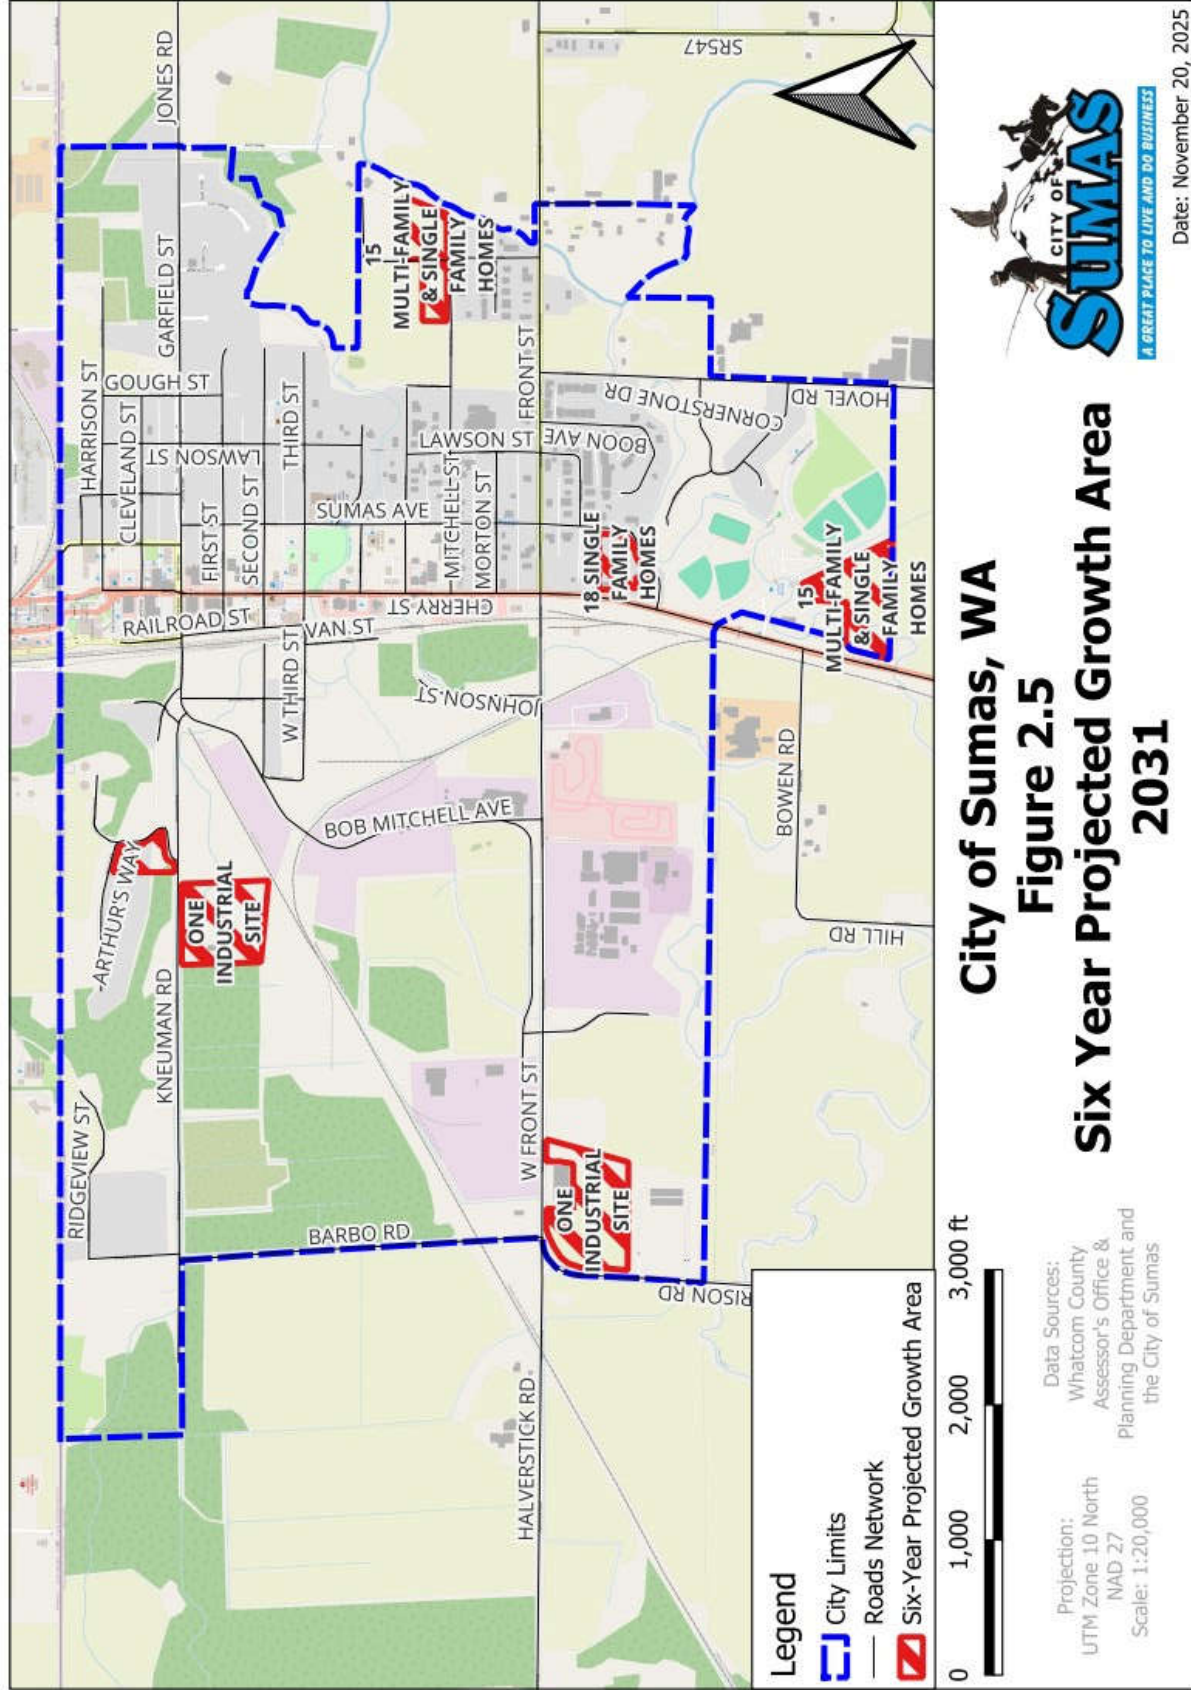 JONES RD
SR547
HARRISON ST
GARFIELD ST
GOUGH ST
CLEVELAND ST
LAWSON ST
THIRD ST
FIRST ST
SECOND ST
SUMAS AVE
MITCHELL ST
MORTON ST
LAWSON ST
FRONT ST
BOON AVE
CORNERSTONE DR
HOVEL RD
15
MULTI-FAMILY
& SINGLE
FAMILY
HOMES
18 SINGLE
FAMILY
HOMES
15
MULTI-FAMILY
& SINGLE
FAMILY
HOMES
RAILROAD ST
VAN ST
CHERRY ST
W THIRD ST
JOHNSON ST
BOB MITCHELL AVE
BOWEN RD
HILL RD
ARTHUR'S WAY
ONE
INDUSTRIAL
SITE
KNEUMAN RD
RIDGEVIEW ST
W FRONT ST
BARBO RD
ONE
INDUSTRIAL
SITE
RISON RD
HALVERSTICK RD
Legend
City Limits
Roads Network
Six-Year Projected Growth Area
0 1,000 2,000 3,000 ft
Projection:
UTM Zone 10 North
NAD 27
Scale: 1:20,000
Data Sources:
Whatcom County
Assessor's Office &
Planning Department and
the City of Sumas
City of Sumas, WA
Figure 2.5
Six Year Projected Growth Area
2031
CITY OF
SUMAS
A GREAT PLACE TO LIVE AND DO BUSINESS
Date: November 20, 2025